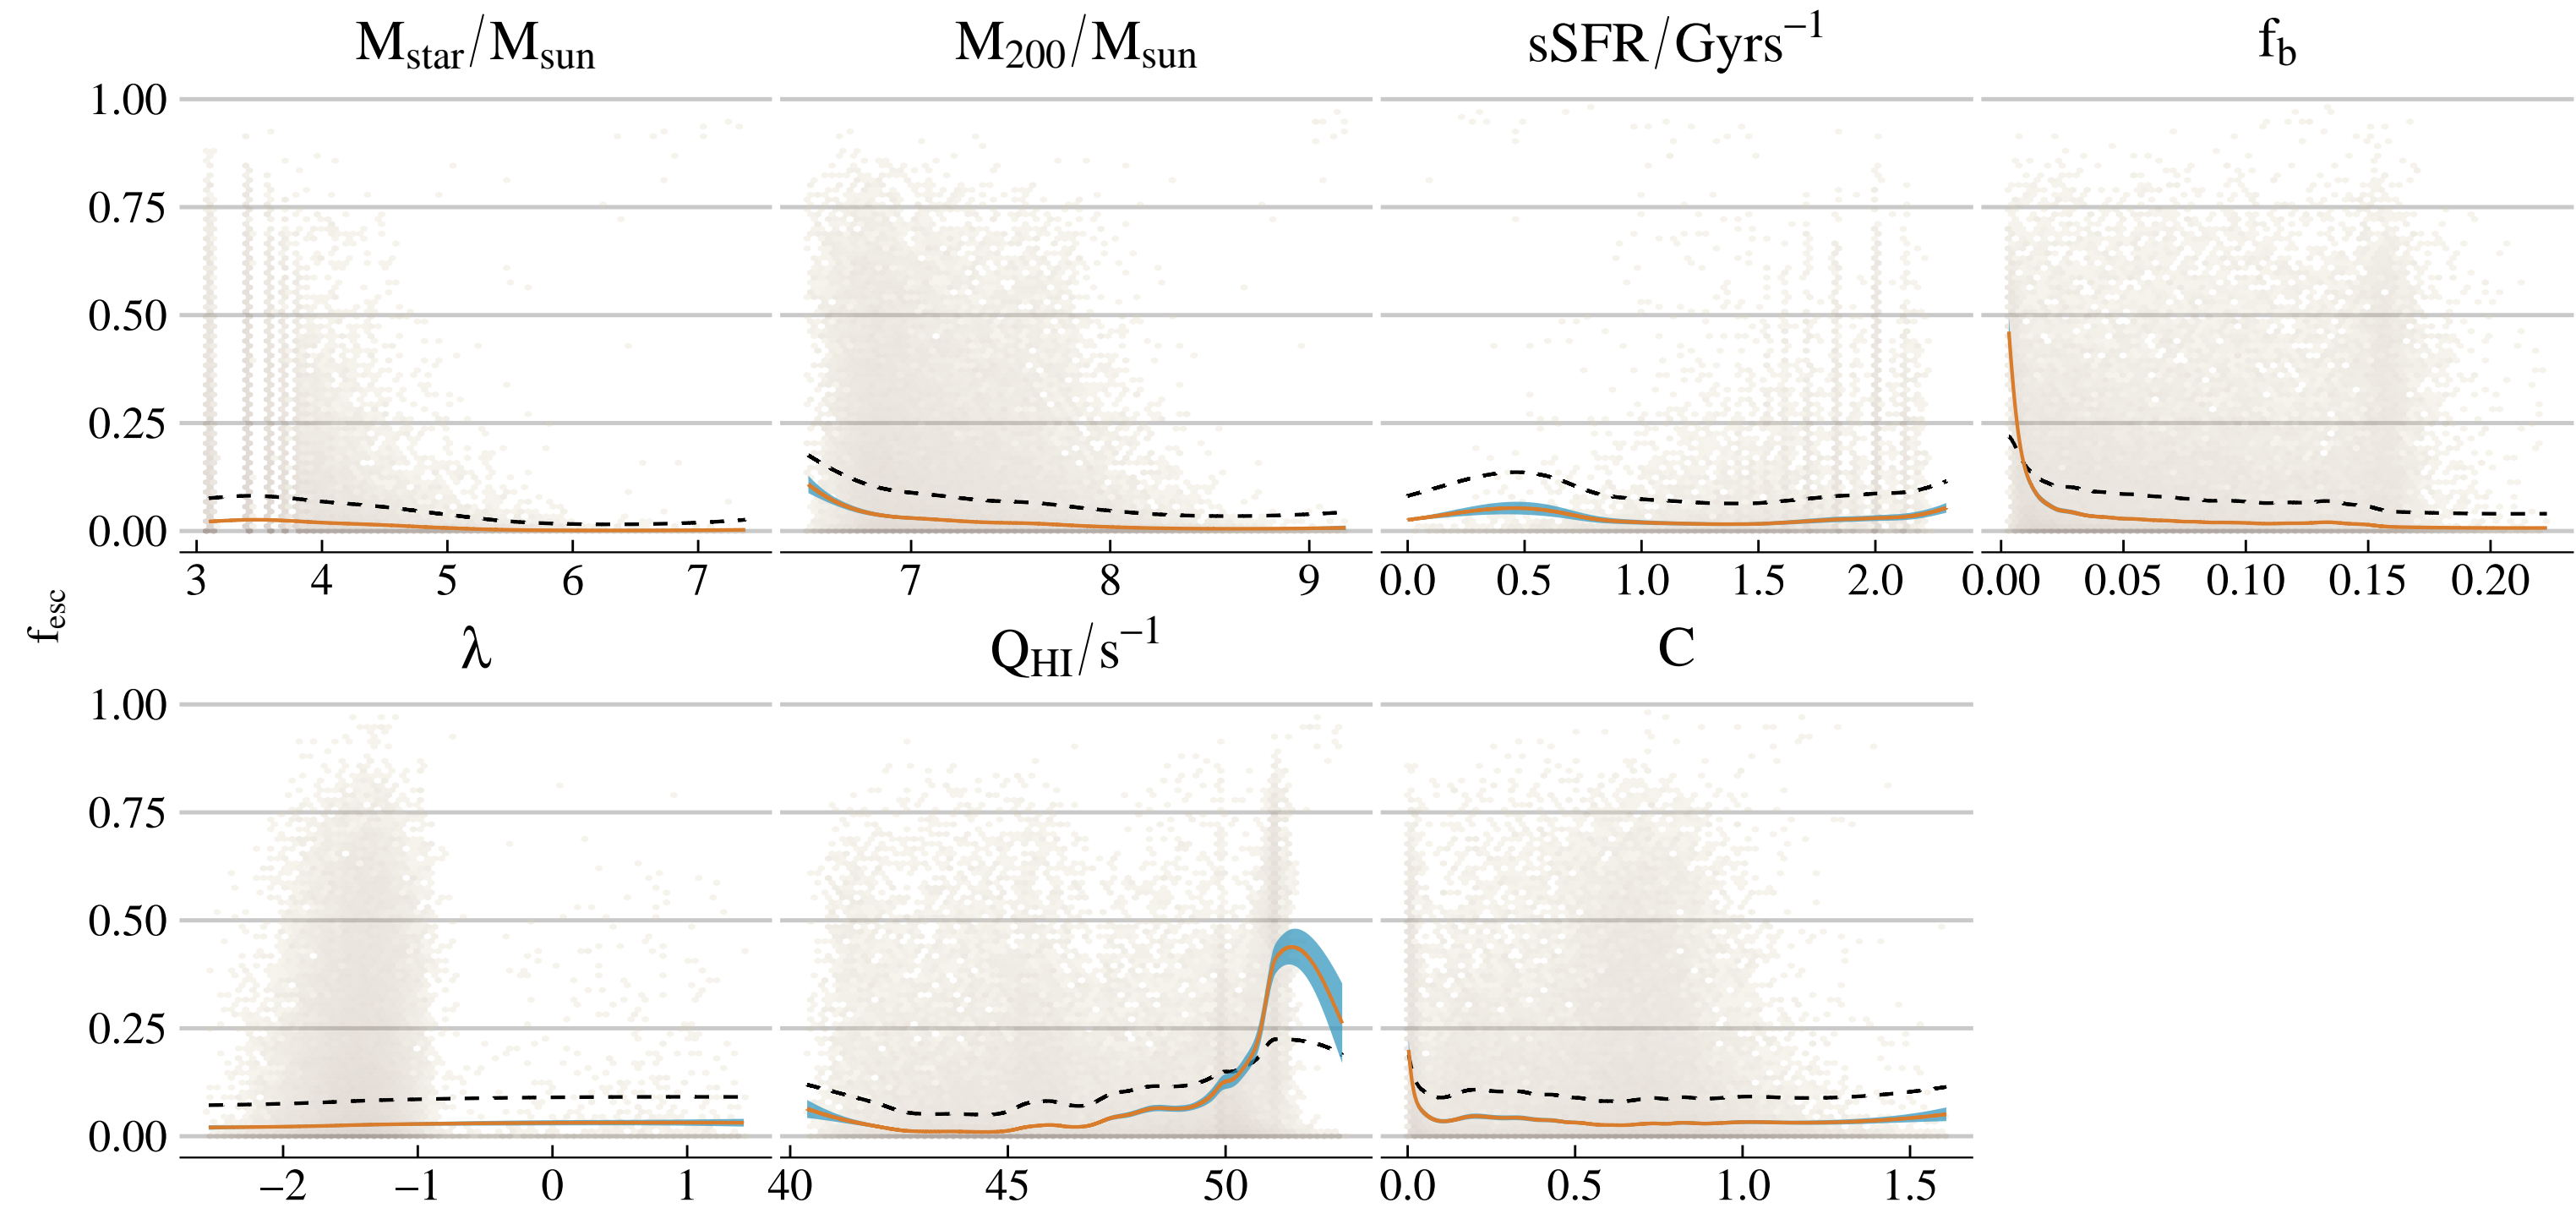 M_star/M_sun M_200/M_sun sSFR/Gyrs^−1 f_b
1.00
0.75
0.50
0.25
0.00
3 4 5 6 7 7 8 9 0.0 0.5 1.0 1.5 2.0 0.00 0.05 0.10 0.15 0.20
f_esc
λ Q_HI/s^−1 C
1.00
0.75
0.50
0.25
0.00
−2 −1 0 1 40 45 50 0.0 0.5 1.0 1.5